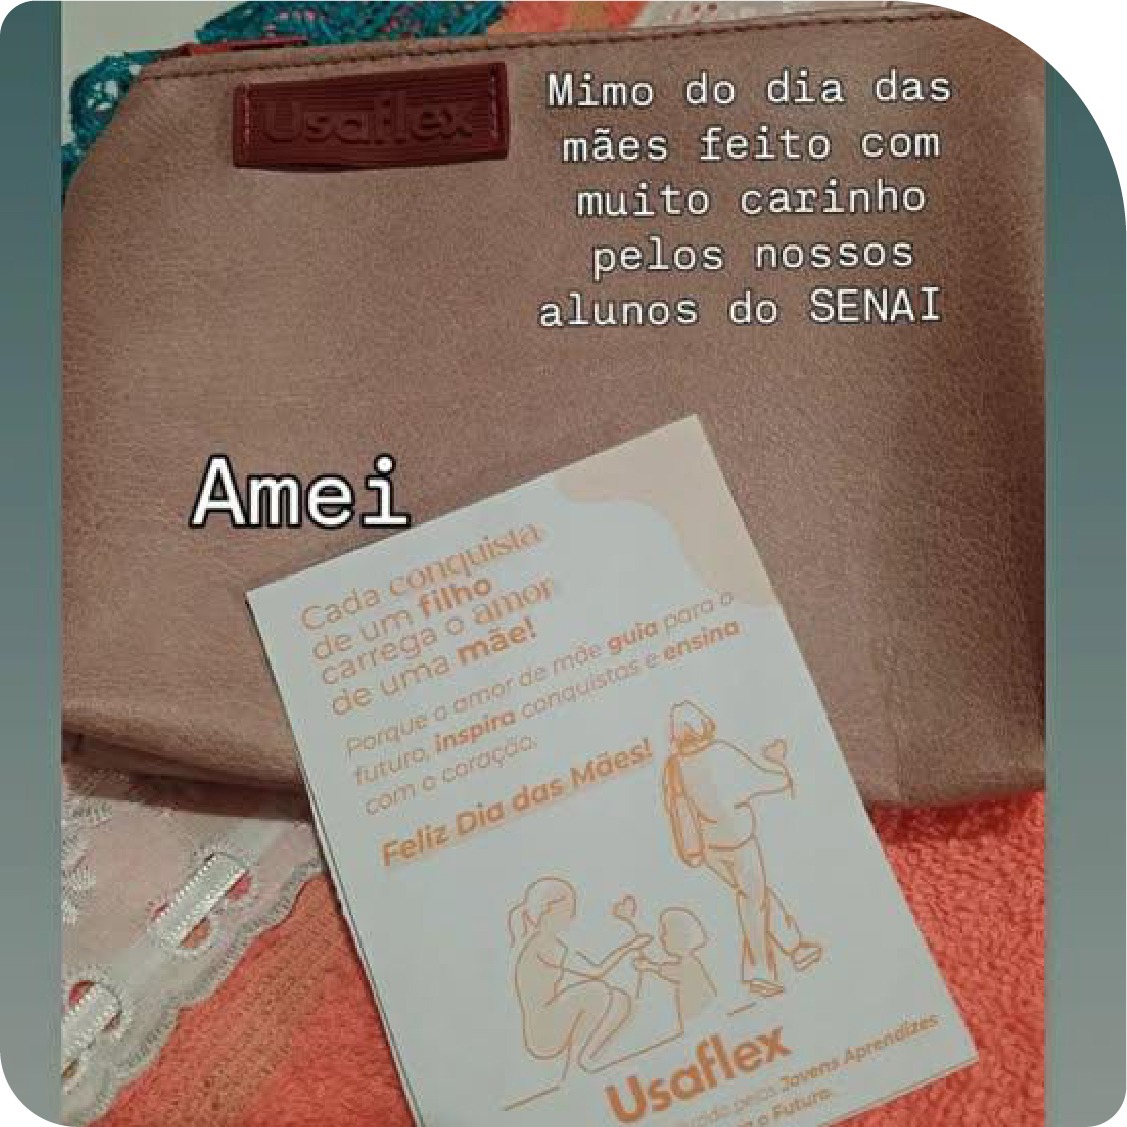 Usaflex
Mimo do dia das
mães feito com
muito carinho
pelos nossos
alunos do SENAI
Amei
Cada conquista
de um filho
carrega o amor
de uma mãe!
Porque o amor de mãe guia para o
futuro, inspira conquistas e ensina
com o coração.
Feliz Dia das Mães!
Usaflex
pelos Jovens Aprendizes
o Futuro.